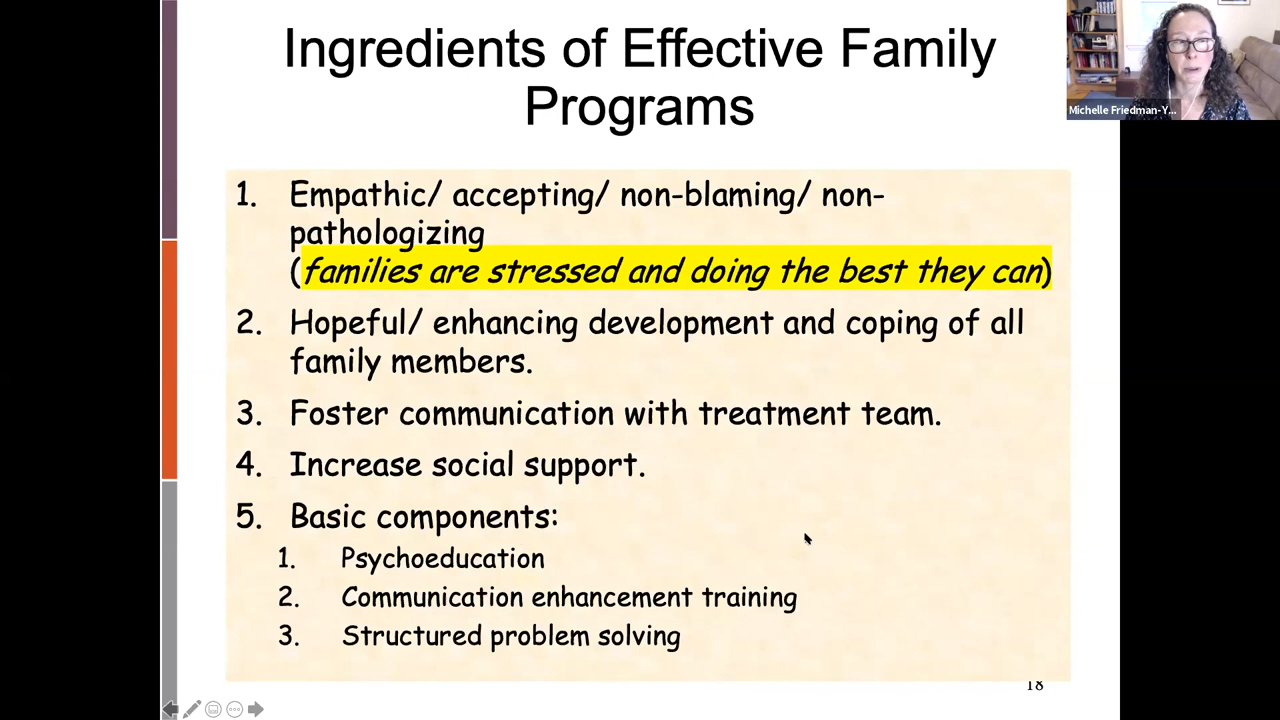 Ingredients of Effective Family
Programs
Michelle Friedman-Y...
1. Empathic/ accepting/ non-blaming/ non-
pathologizing
(families are stressed and doing the best they can)
2. Hopeful/ enhancing development and coping of all
family members.
3. Foster communication with treatment team.
4. Increase social support.
5. Basic components:
1. Psychoeducation
2. Communication enhancement training
3. Structured problem solving
18